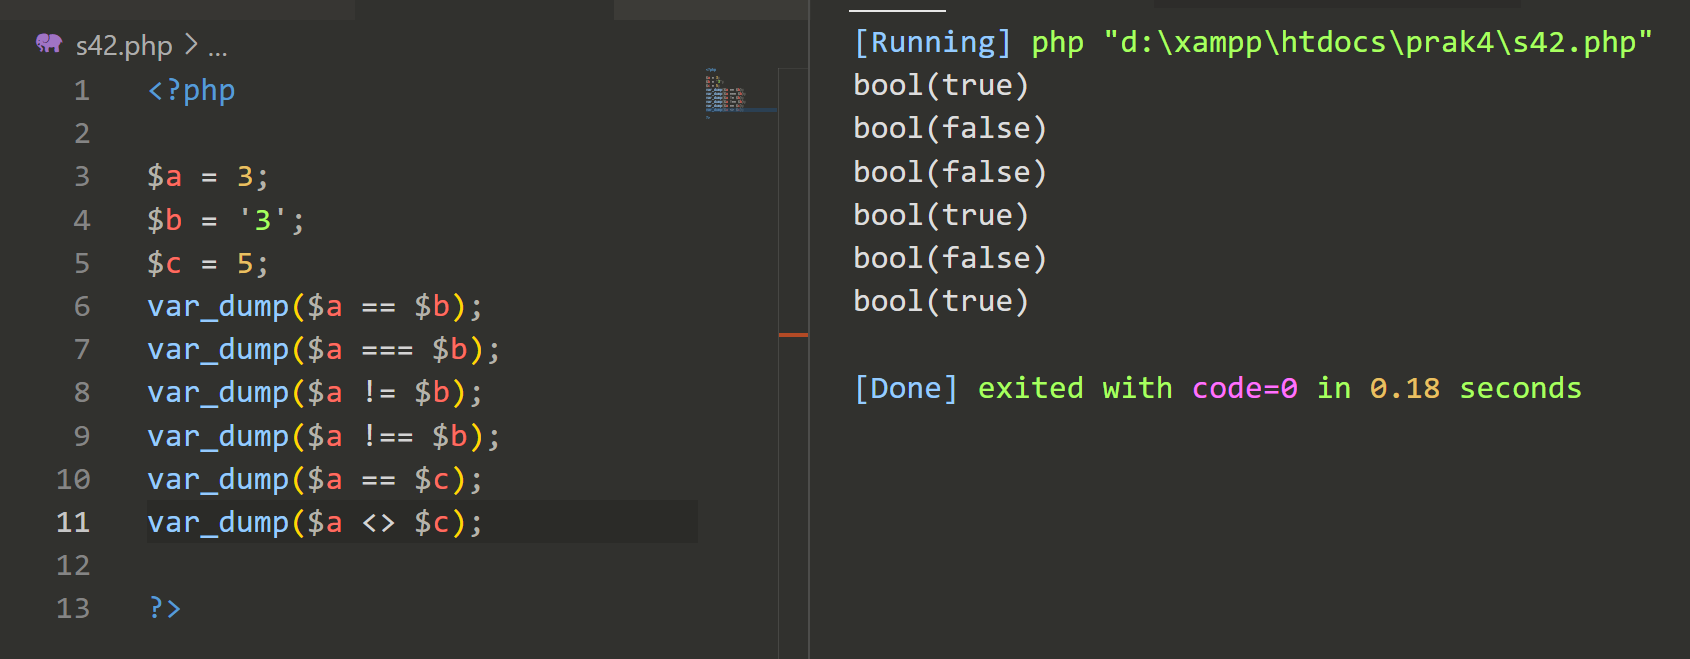 s42.php > ...
1 <?php
2
3 $a = 3;
4 $b = '3';
5 $c = 5;
6 var_dump($a == $b);
7 var_dump($a === $b);
8 var_dump($a != $b);
9 var_dump($a !== $b);
10 var_dump($a == $c);
11 var_dump($a <> $c);
12
13 ?>
[Running] php "d:\xampp\htdocs\prak4\s42.php"
bool(true)
bool(false)
bool(false)
bool(true)
bool(false)
bool(true)
[Done] exited with code=0 in 0.18 seconds